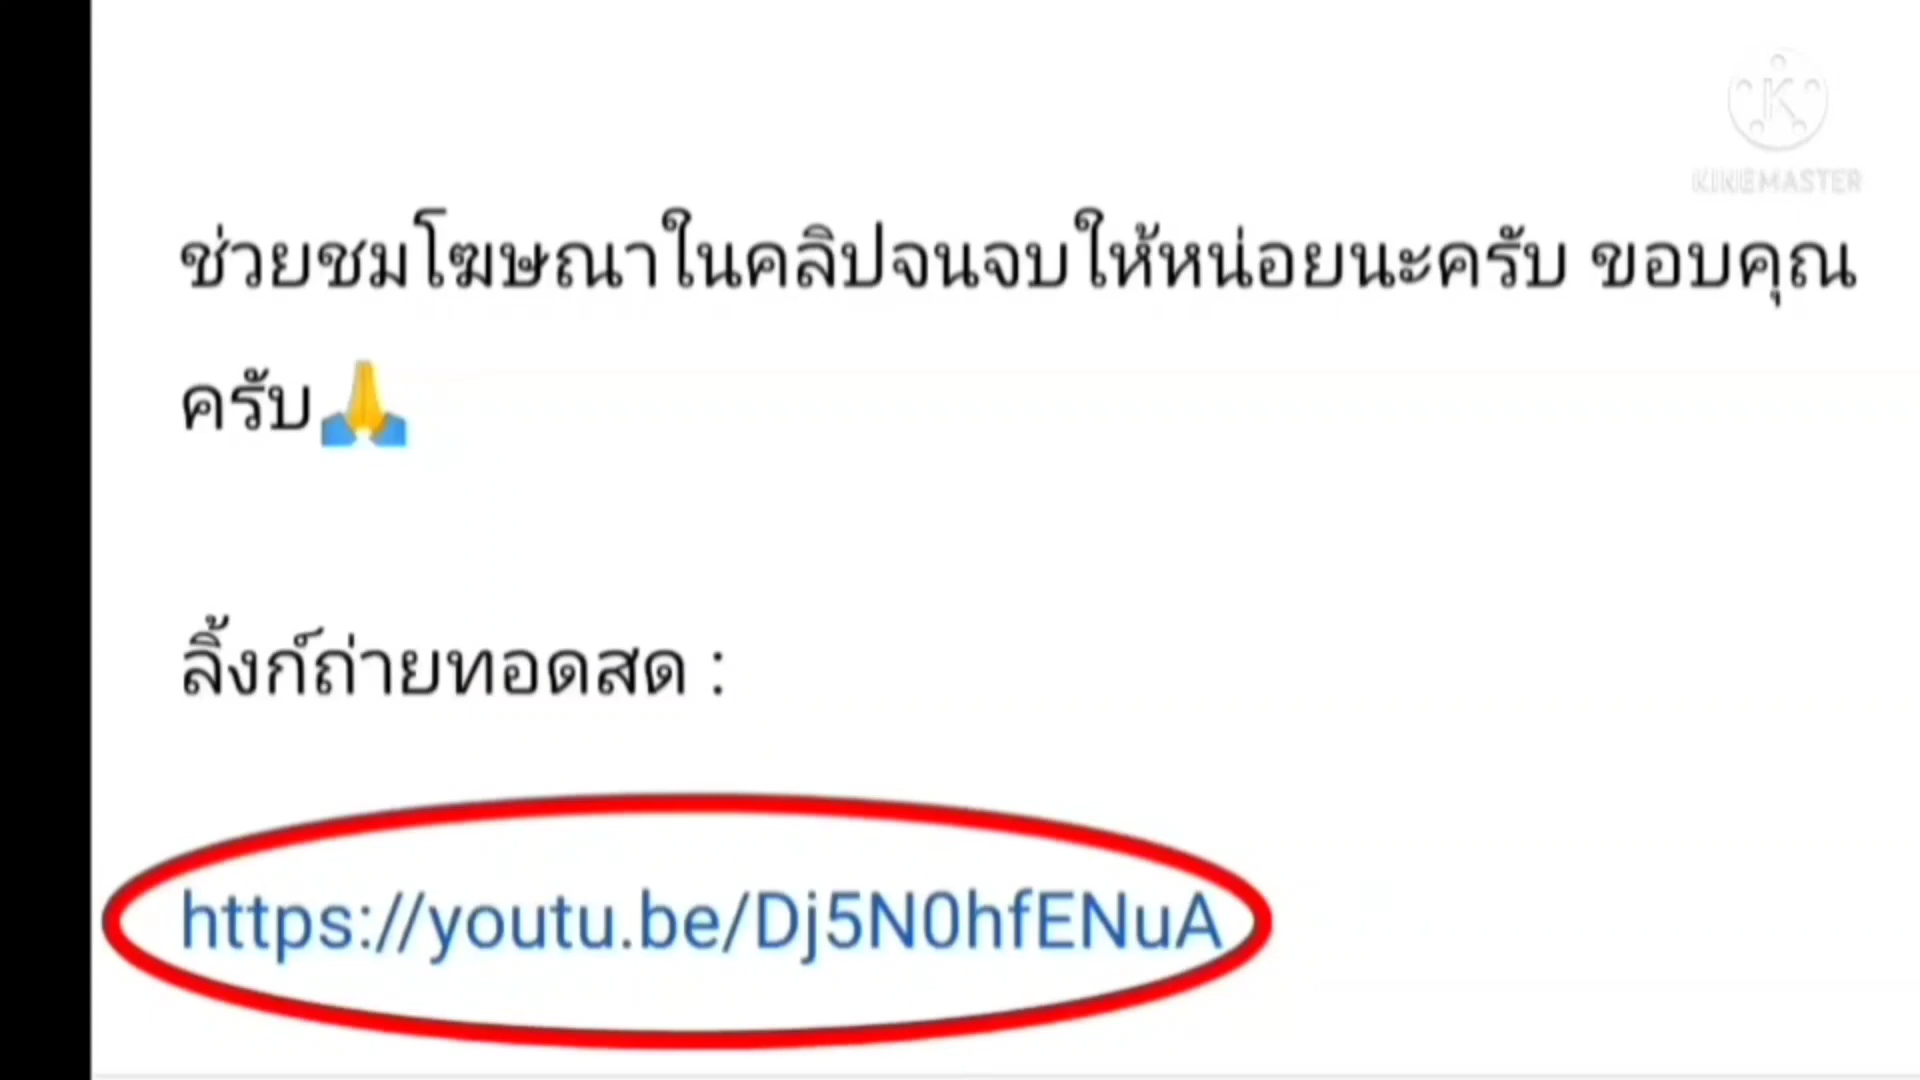 KINEMASTER
ช่วยชมโฆษณาในคลิปจนจบให้หน่อยนะครับ ขอบคุณ
ครับ🙏
ลิ้งก์ถ่ายทอดสด :
https://youtu.be/Dj5N0hfENuA